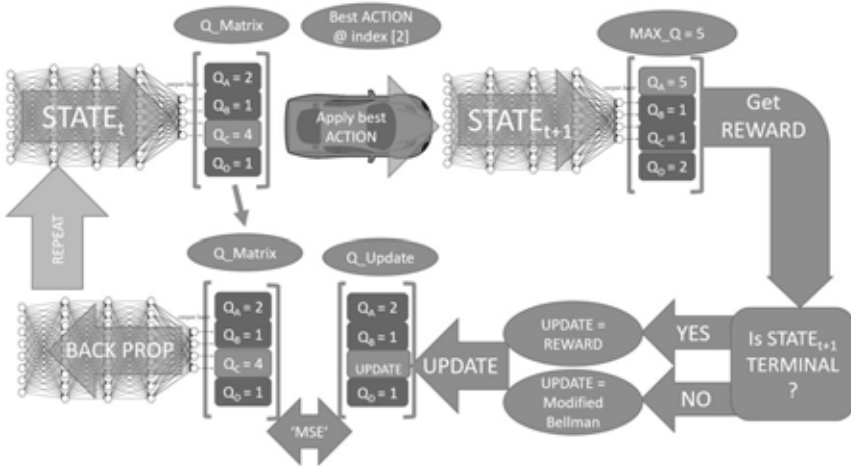 Q_Matrix
Best ACTION
@ index [2]
MAX_Q = 5
STATEt
QA = 2
QB = 1
QC = 4
QD = 1
Apply best
ACTION
STATEt+1
QA = 5
QB = 1
QC = 1
QD = 2
Get
REWARD
REPEAT
Q_Matrix
Q_Update
BACK PROP
QA = 2
QB = 1
QC = 4
QD = 1
'MSE'
QA = 2
QB = 1
UPDATE
QD = 1
UPDATE
UPDATE =
REWARD
UPDATE =
Modified
Bellman
YES
NO
Is STATEt+1
TERMINAL
?